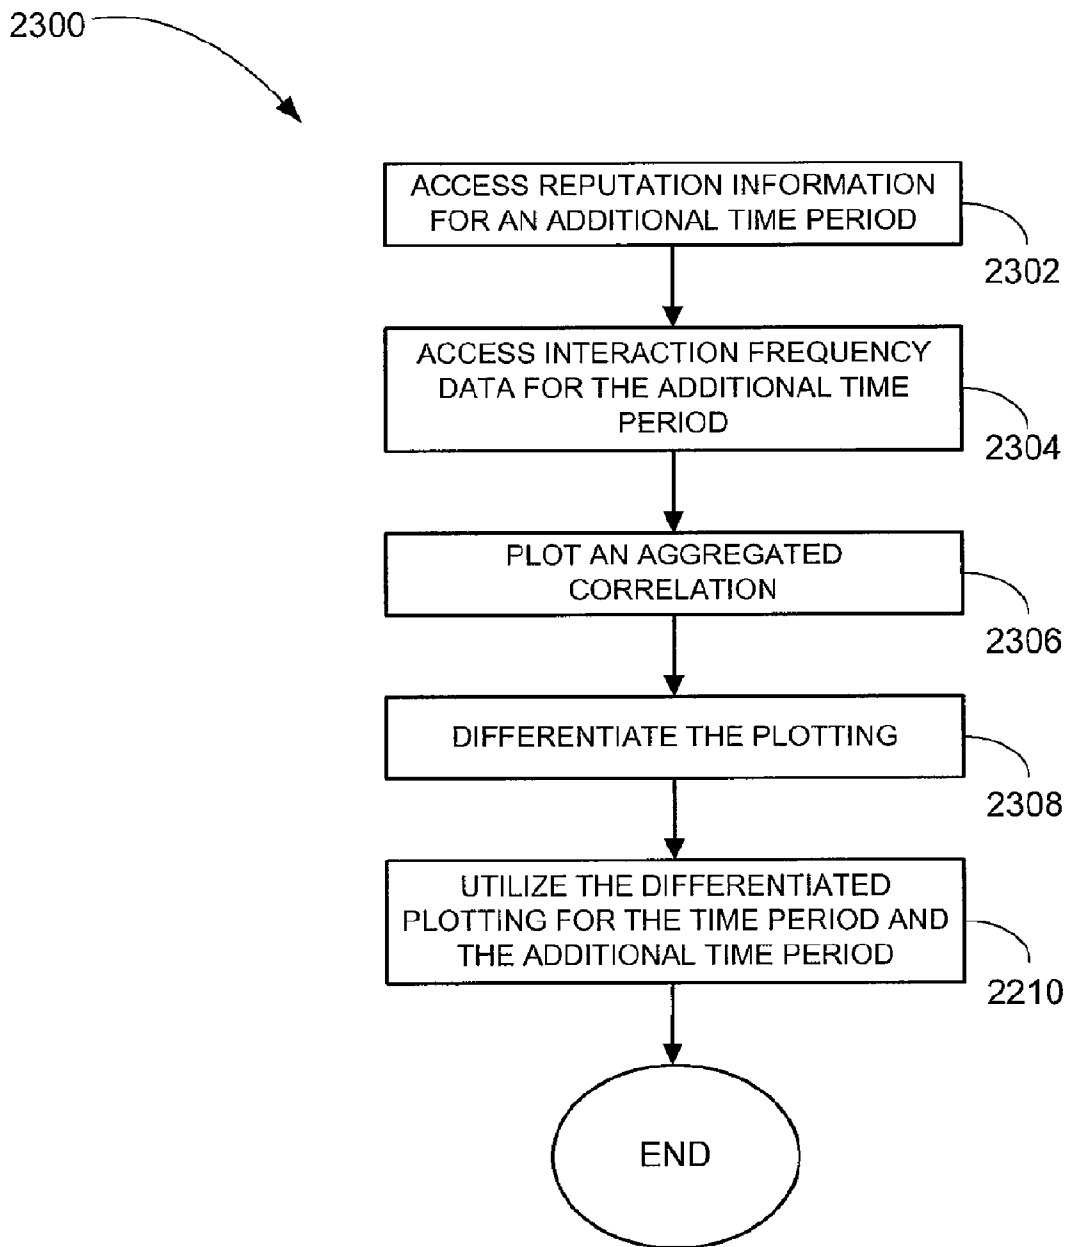 2300
ACCESS REPUTATION INFORMATION
FOR AN ADDITIONAL TIME PERIOD
2302
ACCESS INTERACTION FREQUENCY
DATA FOR THE ADDITIONAL TIME
PERIOD
2304
PLOT AN AGGREGATED
CORRELATION
2306
DIFFERENTIATE THE PLOTTING
2308
UTILIZE THE DIFFERENTIATED
PLOTTING FOR THE TIME PERIOD AND
THE ADDITIONAL TIME PERIOD
2210
END